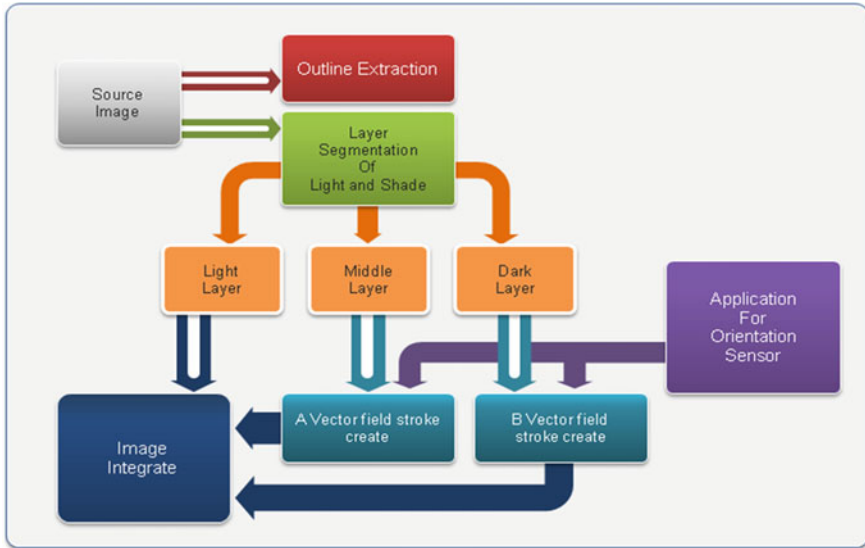 Outline Extraction
Source
Image
Layer
Segmentation
Of
Light and Shade
Light
Layer
Middle
Layer
Dark
Layer
Application
For
Orientation
Sensor
A Vector field stroke
create
B Vector field
stroke create
Image
Integrate